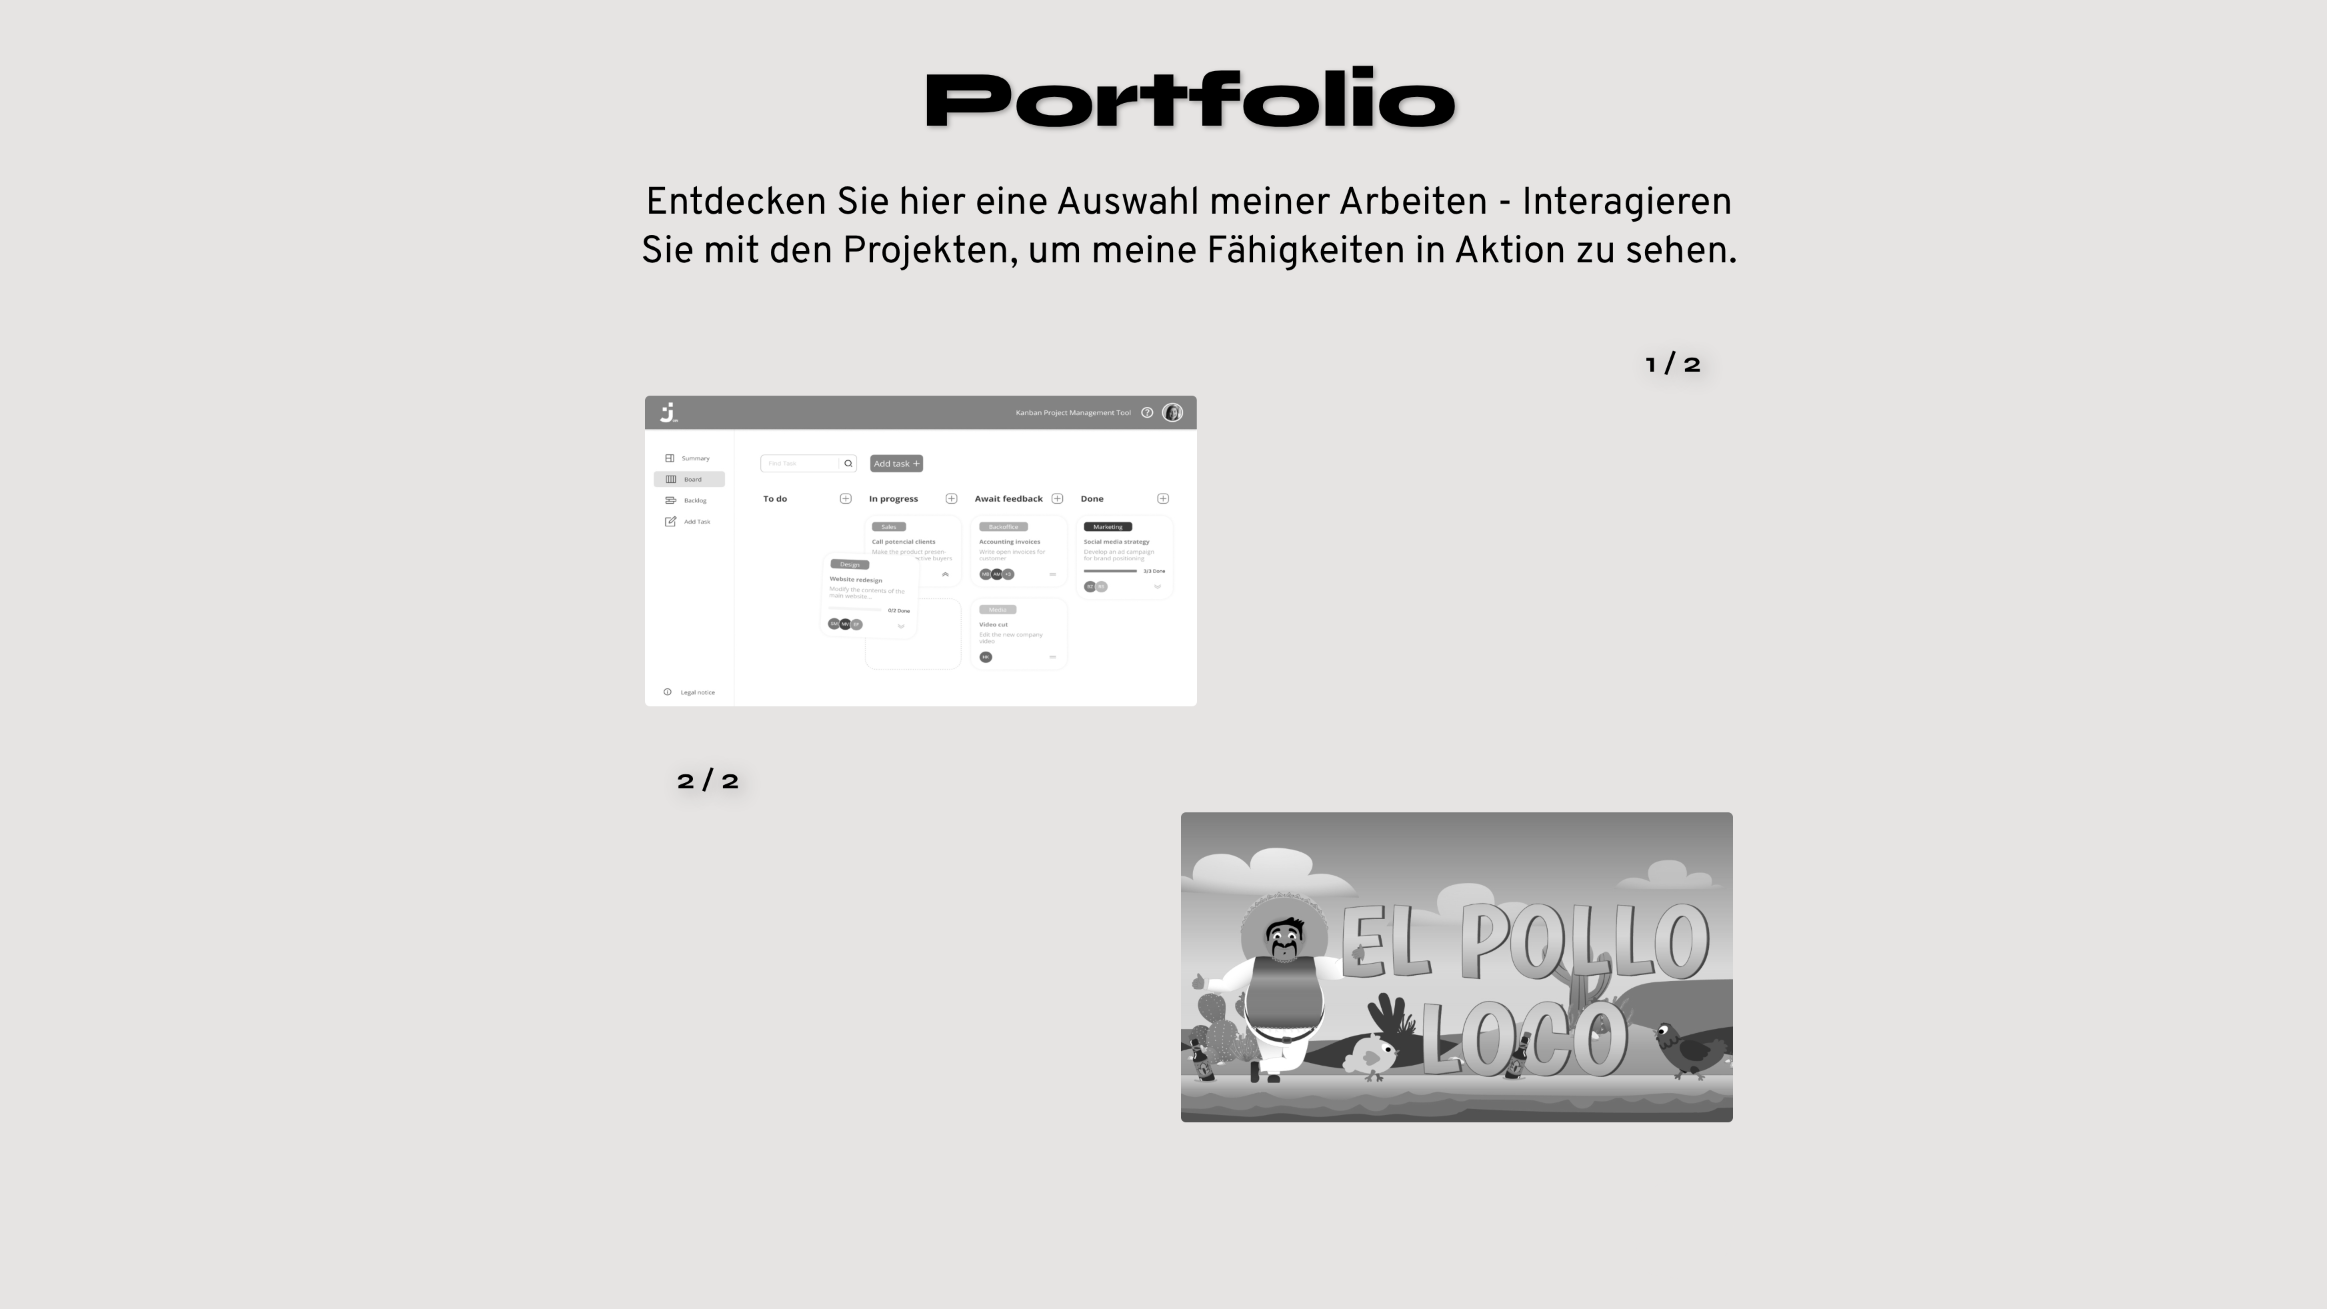 Portfolio
Entdecken Sie hier eine Auswahl meiner Arbeiten - Interagieren
Sie mit den Projekten, um meine Fähigkeiten in Aktion zu sehen.
1 / 2
Kanban Project Management Tool
Summary
Board
Backlog
Add Task
Legal notice
Find Task
Add task +
To do
In progress
Await feedback
Done
Sales
Call potencial clients
Make the product presen-
ctive buyers
Design
Website redesign
Modify the contents of the
main website...
0/2 Done
Backoffice
Accounting invoices
Write open invoices for
customer
Media
Video cut
Edit the new company
video
Marketing
Social media strategy
Develop an ad campaign
for brand positioning
3/3 Done
2 / 2
EL POLLO
LOCO